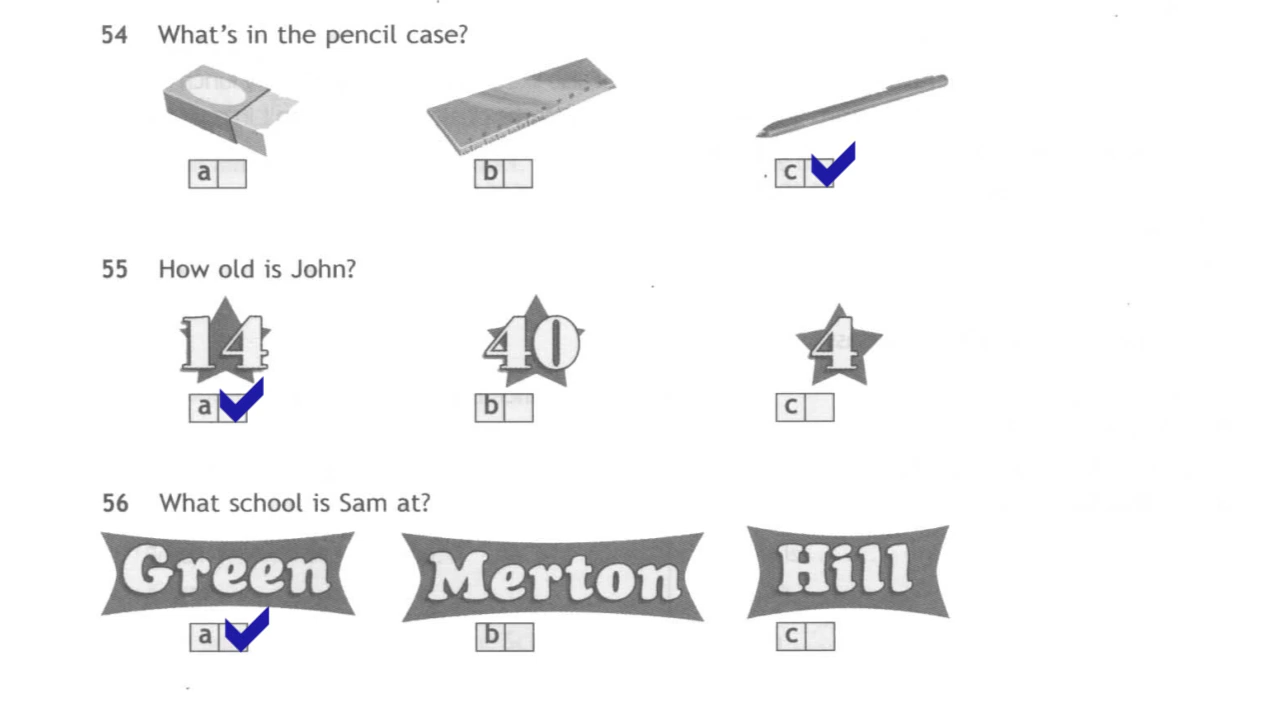 54 What's in the pencil case?
a b c
55 How old is John?
14 40 4
a b c
56 What school is Sam at?
Green Merton Hill
a b c